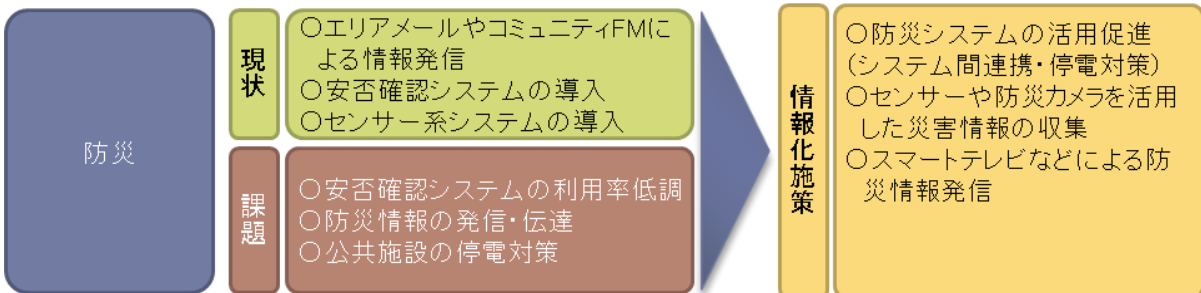 防災
現状
○エリアメールやコミュニティFMに
よる情報発信
○安否確認システムの導入
○センサー系システムの導入
課題
○安否確認システムの利用率低調
○防災情報の発信・伝達
○公共施設の停電対策
情報化施策
○防災システムの活用促進
(システム間連携・停電対策)
○センサーや防災カメラを活用
した災害情報の収集
○スマートテレビなどによる防
災情報発信